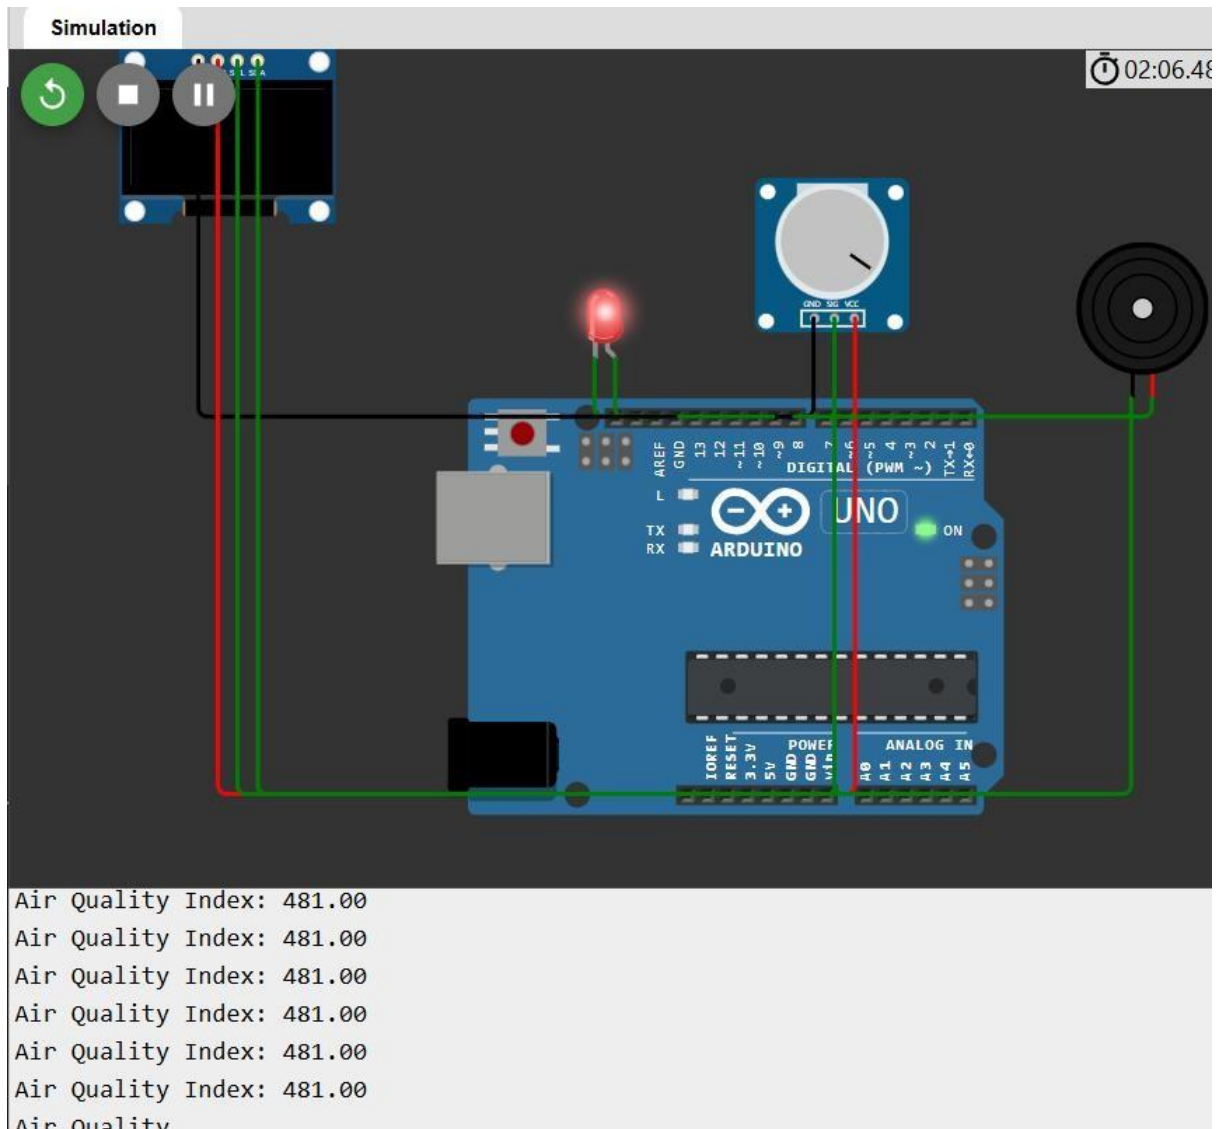 Simulation
02:06.48
GND SIG VCC
AREF
GND
13
12
~11
~10
~9
8
7
~6
~5
4
~3
2
TX→1
RX←0
DIGITAL (PWM ~)
L
TX
RX
UNO
ON
ARDUINO
IOREF
RESET
3.3V
5V
GND
GND
Vin
POWER
ANALOG IN
A0
A1
A2
A3
A4
A5
Air Quality Index: 481.00
Air Quality Index: 481.00
Air Quality Index: 481.00
Air Quality Index: 481.00
Air Quality Index: 481.00
Air Quality Index: 481.00
Air Quality